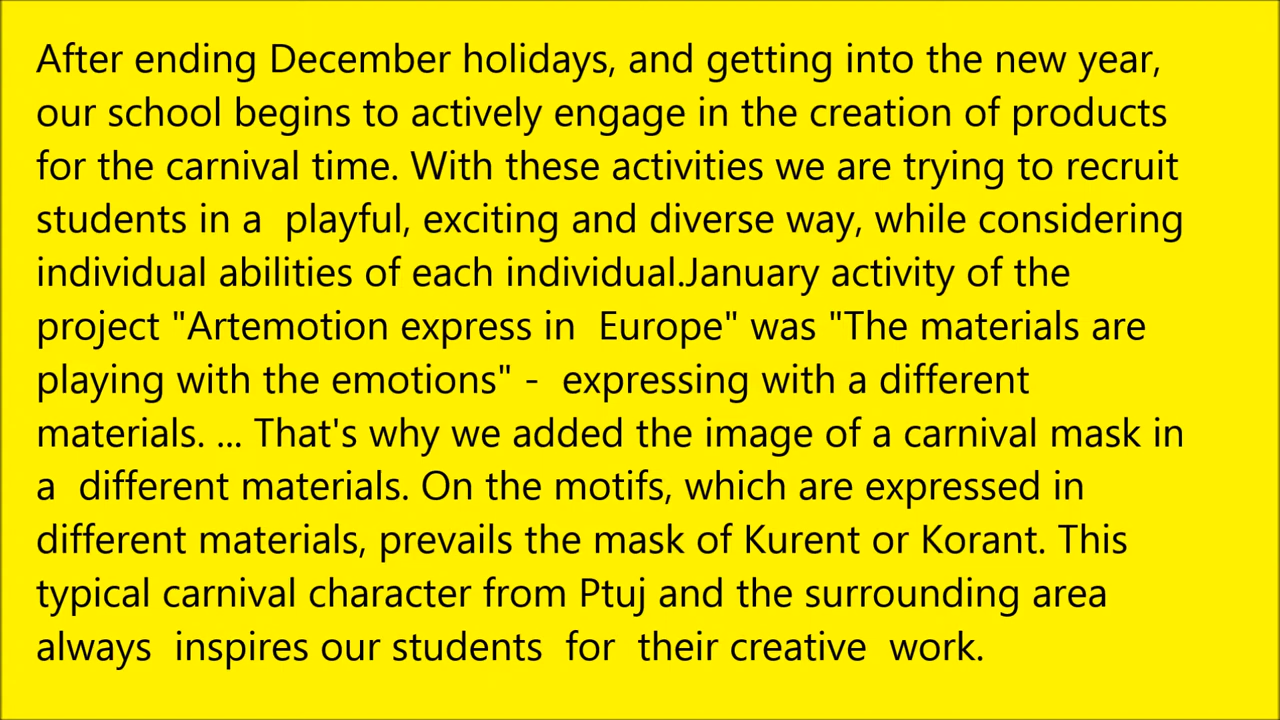 After ending December holidays, and getting into the new year,
our school begins to actively engage in the creation of products
for the carnival time. With these activities we are trying to recruit
students in a  playful, exciting and diverse way, while considering
individual abilities of each individual.January activity of the
project "Artemotion express in  Europe" was "The materials are
playing with the emotions" -  expressing with a different
materials. ... That's why we added the image of a carnival mask in
a  different materials. On the motifs, which are expressed in
different materials, prevails the mask of Kurent or Korant. This
typical carnival character from Ptuj and the surrounding area
always  inspires our students  for  their creative  work.